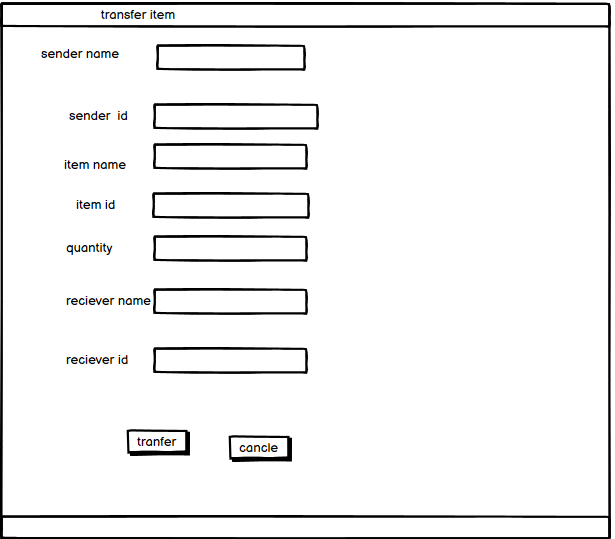 transfer item
sender name
sender id
item name
item id
quantity
reciever name
reciever id
tranfer
cancle